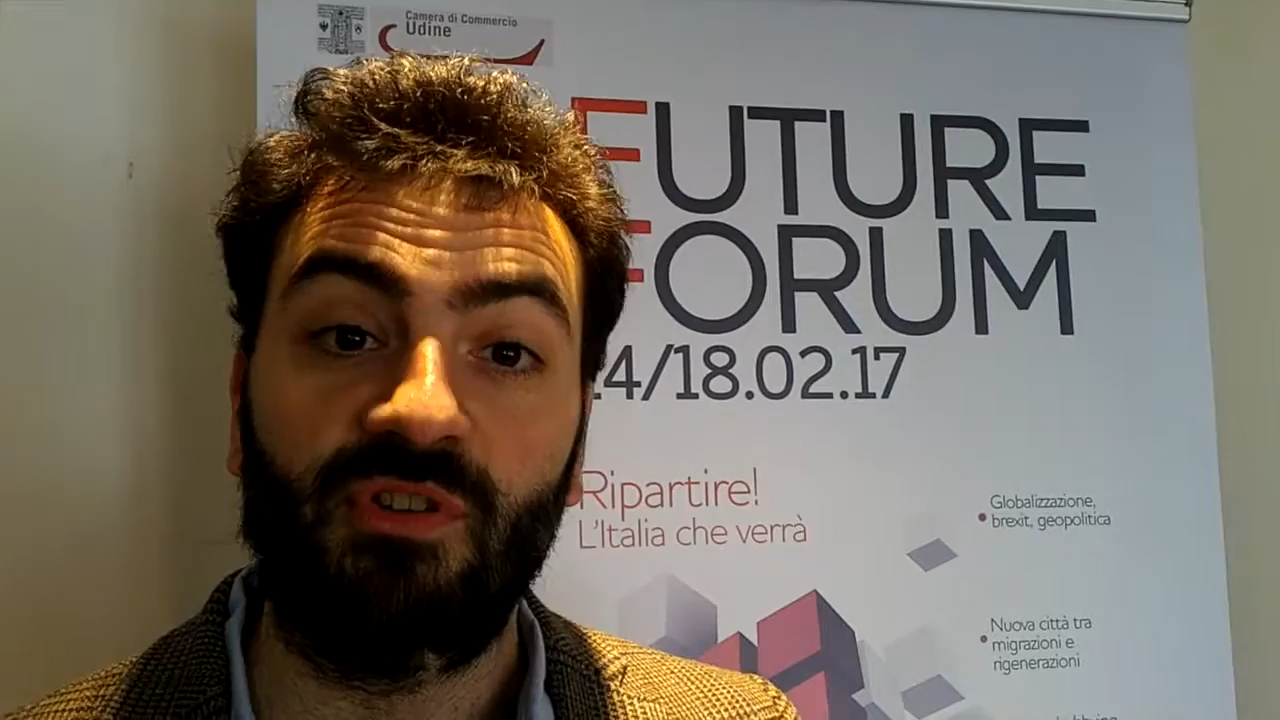 Camera di Commercio
Udine
FUTURE
FORUM
4/18.02.17
Ripartire!
L'Italia che verrà
Globalizzazione,
brexit, geopolitica
Nuova città tra
migrazioni e
rigenerazioni